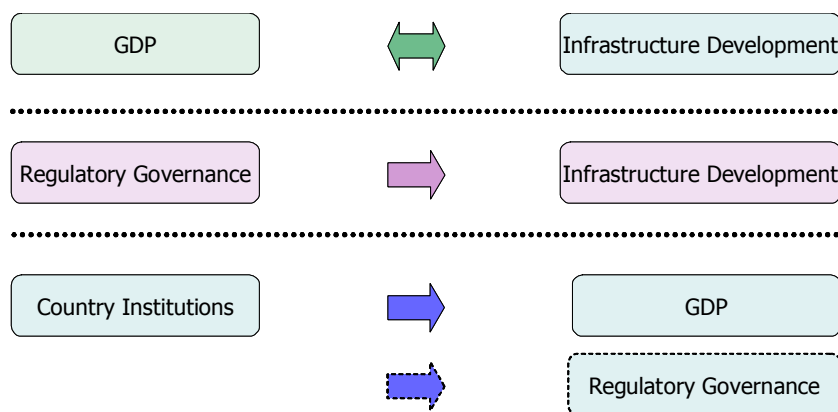 GDP
Infrastructure Development
Regulatory Governance
Infrastructure Development
Country Institutions
GDP
Regulatory Governance